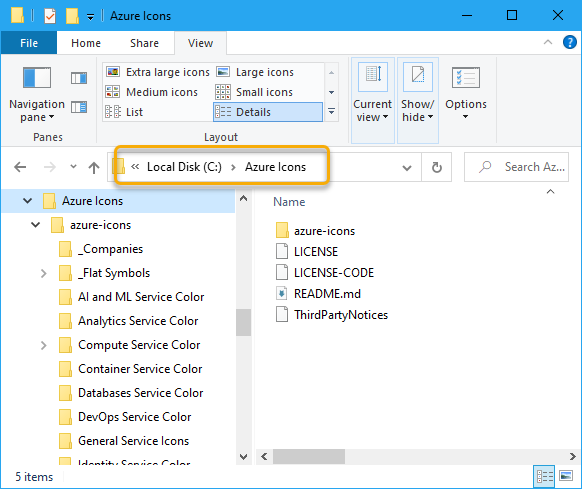 Azure Icons
File Home Share View
Navigation pane
Extra large icons Large icons
Medium icons Small icons
List Details
Current view
Show/ hide
Options
Panes Layout
« Local Disk (C:) > Azure Icons
Search Az...
Azure Icons
azure-icons
_Companies
_Flat Symbols
AI and ML Service Color
Analytics Service Color
Compute Service Color
Container Service Color
Databases Service Color
DevOps Service Color
General Service Icons
Identity Service Color
Name
azure-icons
LICENSE
LICENSE-CODE
README.md
ThirdPartyNotices
5 items